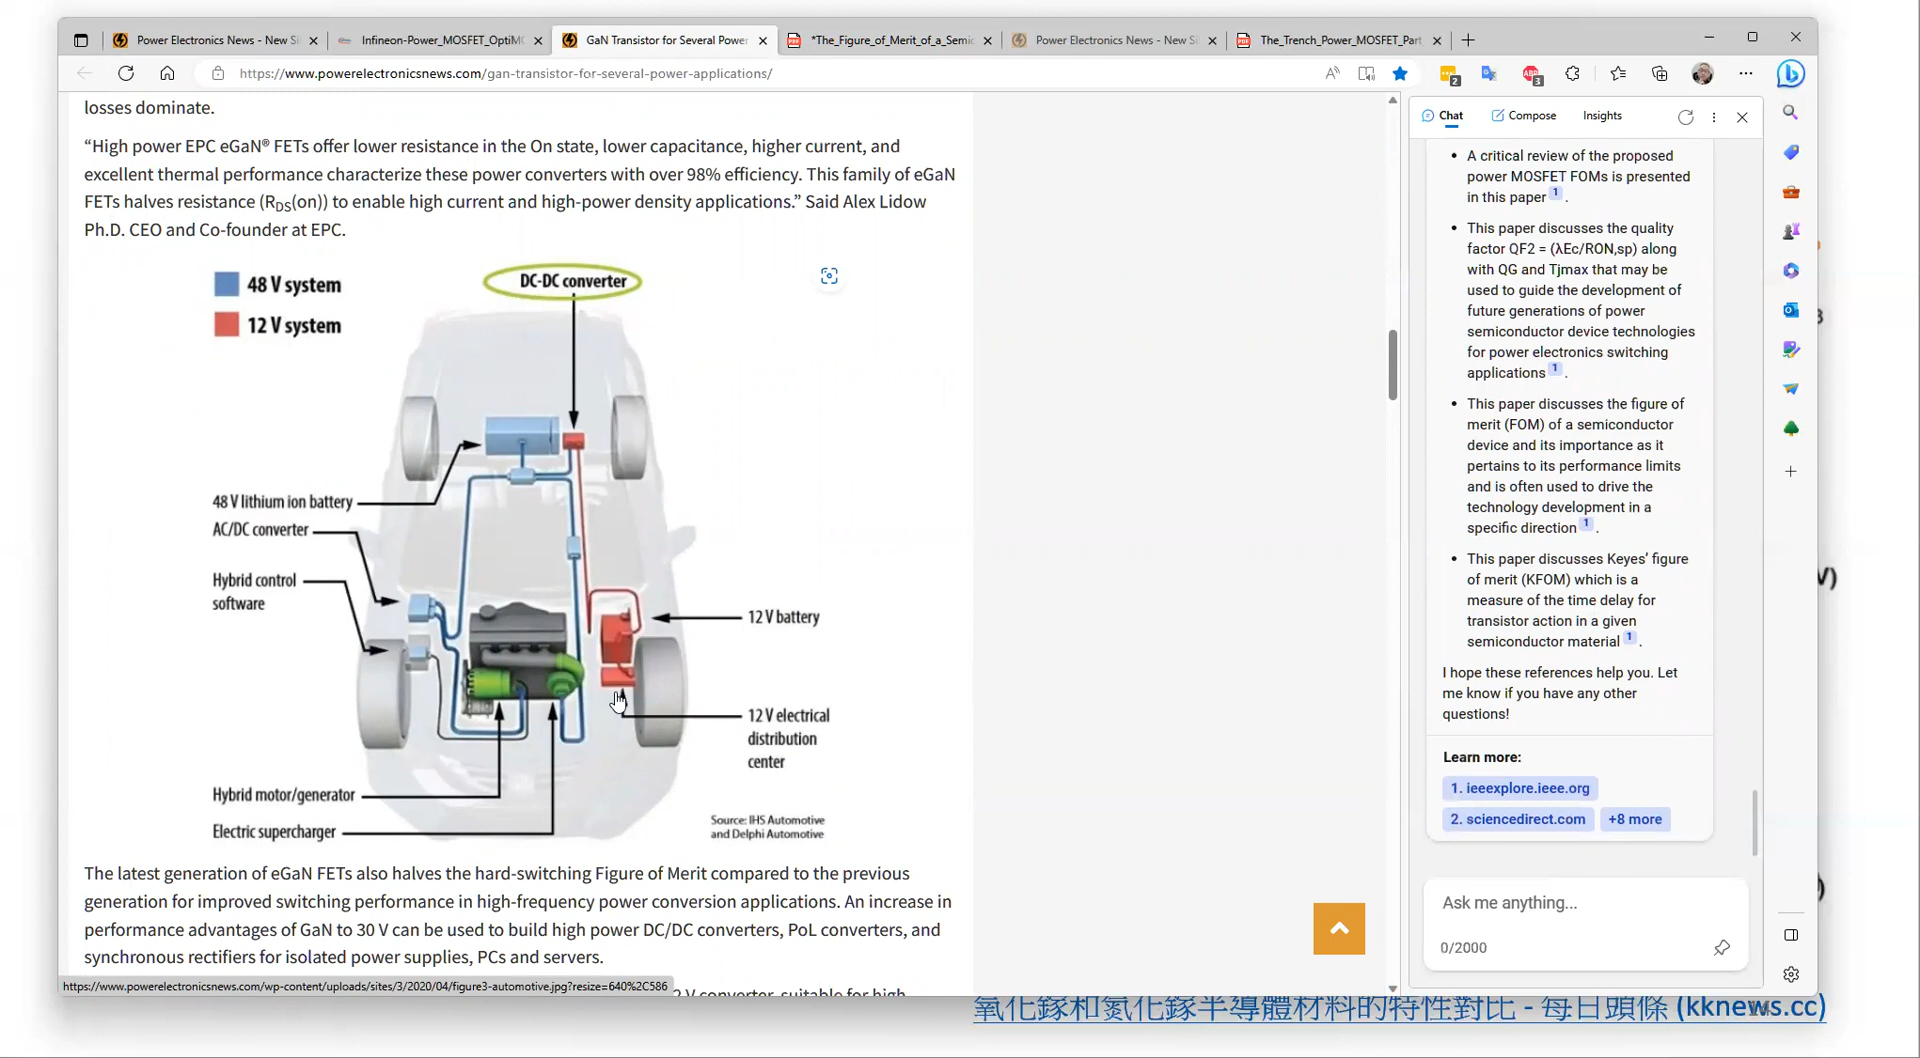 Power Electronics News - New Si
Infineon-Power_MOSFET_OptiMO
GaN Transistor for Several Power
*The_Figure_of_Merit_of_a_Semic
Power Electronics News - New Si
The_Trench_Power_MOSFET_Part
https://www.powerelectronicsnews.com/gan-transistor-for-several-power-applications/
2
3
losses dominate.
“High power EPC eGaN® FETs offer lower resistance in the On state, lower capacitance, higher current, and
excellent thermal performance characterize these power converters with over 98% efficiency. This family of eGaN
FETs halves resistance (RDS(on)) to enable high current and high-power density applications.” Said Alex Lidow
Ph.D. CEO and Co-founder at EPC.
48 V system
12 V system
DC-DC converter
48 V lithium ion battery
AC/DC converter
Hybrid control
software
12 V battery
12 V electrical
distribution
center
Hybrid motor/generator
Electric supercharger
Source: IHS Automotive
and Delphi Automotive
The latest generation of eGaN FETs also halves the hard-switching Figure of Merit compared to the previous
generation for improved switching performance in high-frequency power conversion applications. An increase in
performance advantages of GaN to 30 V can be used to build high power DC/DC converters, PoL converters, and
synchronous rectifiers for isolated power supplies, PCs and servers.
2 V converter, suitable for high
https://www.powerelectronicsnews.com/wp-content/uploads/sites/3/2020/04/figure3-automotive.jpg?resize=640%2C586
Chat
Compose
Insights
• A critical review of the proposed
power MOSFET FOMs is presented
in this paper 1 .
• This paper discusses the quality
factor QF2 = (λEc/RON,sp) along
with QG and Tjmax that may be
used to guide the development of
future generations of power
semiconductor device technologies
for power electronics switching
applications 1 .
• This paper discusses the figure of
merit (FOM) of a semiconductor
device and its importance as it
pertains to its performance limits
and is often used to drive the
technology development in a
specific direction 1 .
• This paper discusses Keyes’ figure
of merit (KFOM) which is a
measure of the time delay for
transistor action in a given
semiconductor material 1 .
I hope these references help you. Let
me know if you have any other
questions!
Learn more:
1. ieeexplore.ieee.org
2. sciencedirect.com
+8 more
Ask me anything...
0/2000
氧化鎵和氮化鎵半導體材料的特性對比 - 每日頭條 (kknews.cc)